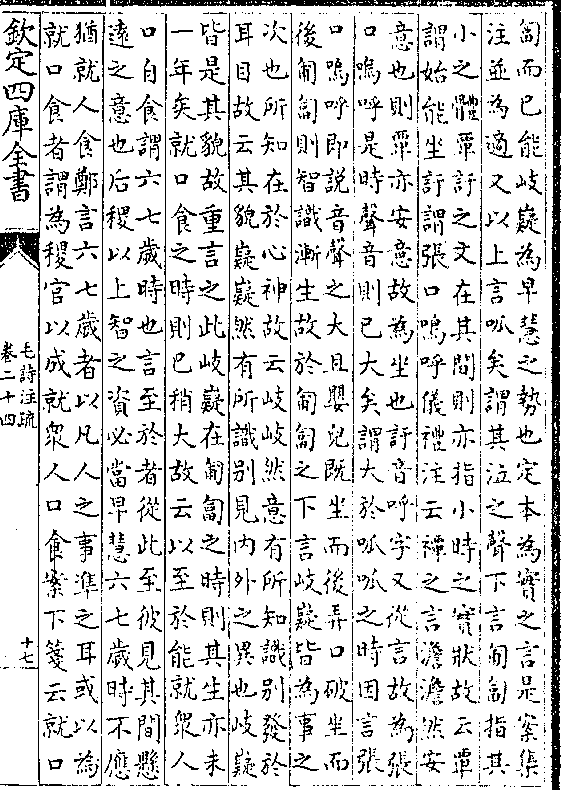 匐而已能岐嶷為早慧之勢也定本為實之言是案集
注並為適又以上言呱矣謂其泣之聲下言匍匐指其
小之體覃訏之文在其間則亦指小時之實狀故云覃
謂始能坐訏謂張口嗚呼儀禮注云禫之言澹澹然安
意也則覃亦安意故為坐也訏音呼字又從言故為張
口嗚呼是時聲音則已大矣謂大於呱呱之時因言張
口嗚呼即説音聲之大且嬰兒既坐而後弄口破坐而
後匍匐則智識漸生故於匍匐之下言岐嶷皆為事之
次也所知在於心神故云岐岐然意有所知識別發於
耳目故云其貌嶷嶷然有所識别見内外之異也岐嶷
皆是其貌故重言之此岐嶷在匍匐之時則其生亦未
一年矣就口食之時則已稍大故云以至於能就衆人
口自食謂六七歲時也言至於者從此至彼見其間懸
遠之意也后稷以上智之資必當早慧六七歲時不應
猶就人食鄭言六七歲者以凡人之事準之耳或以為
就口食者謂為稷官以成就衆人口食案下箋云就口
欽定四庫全書
毛詩注疏
卷二十四
十七